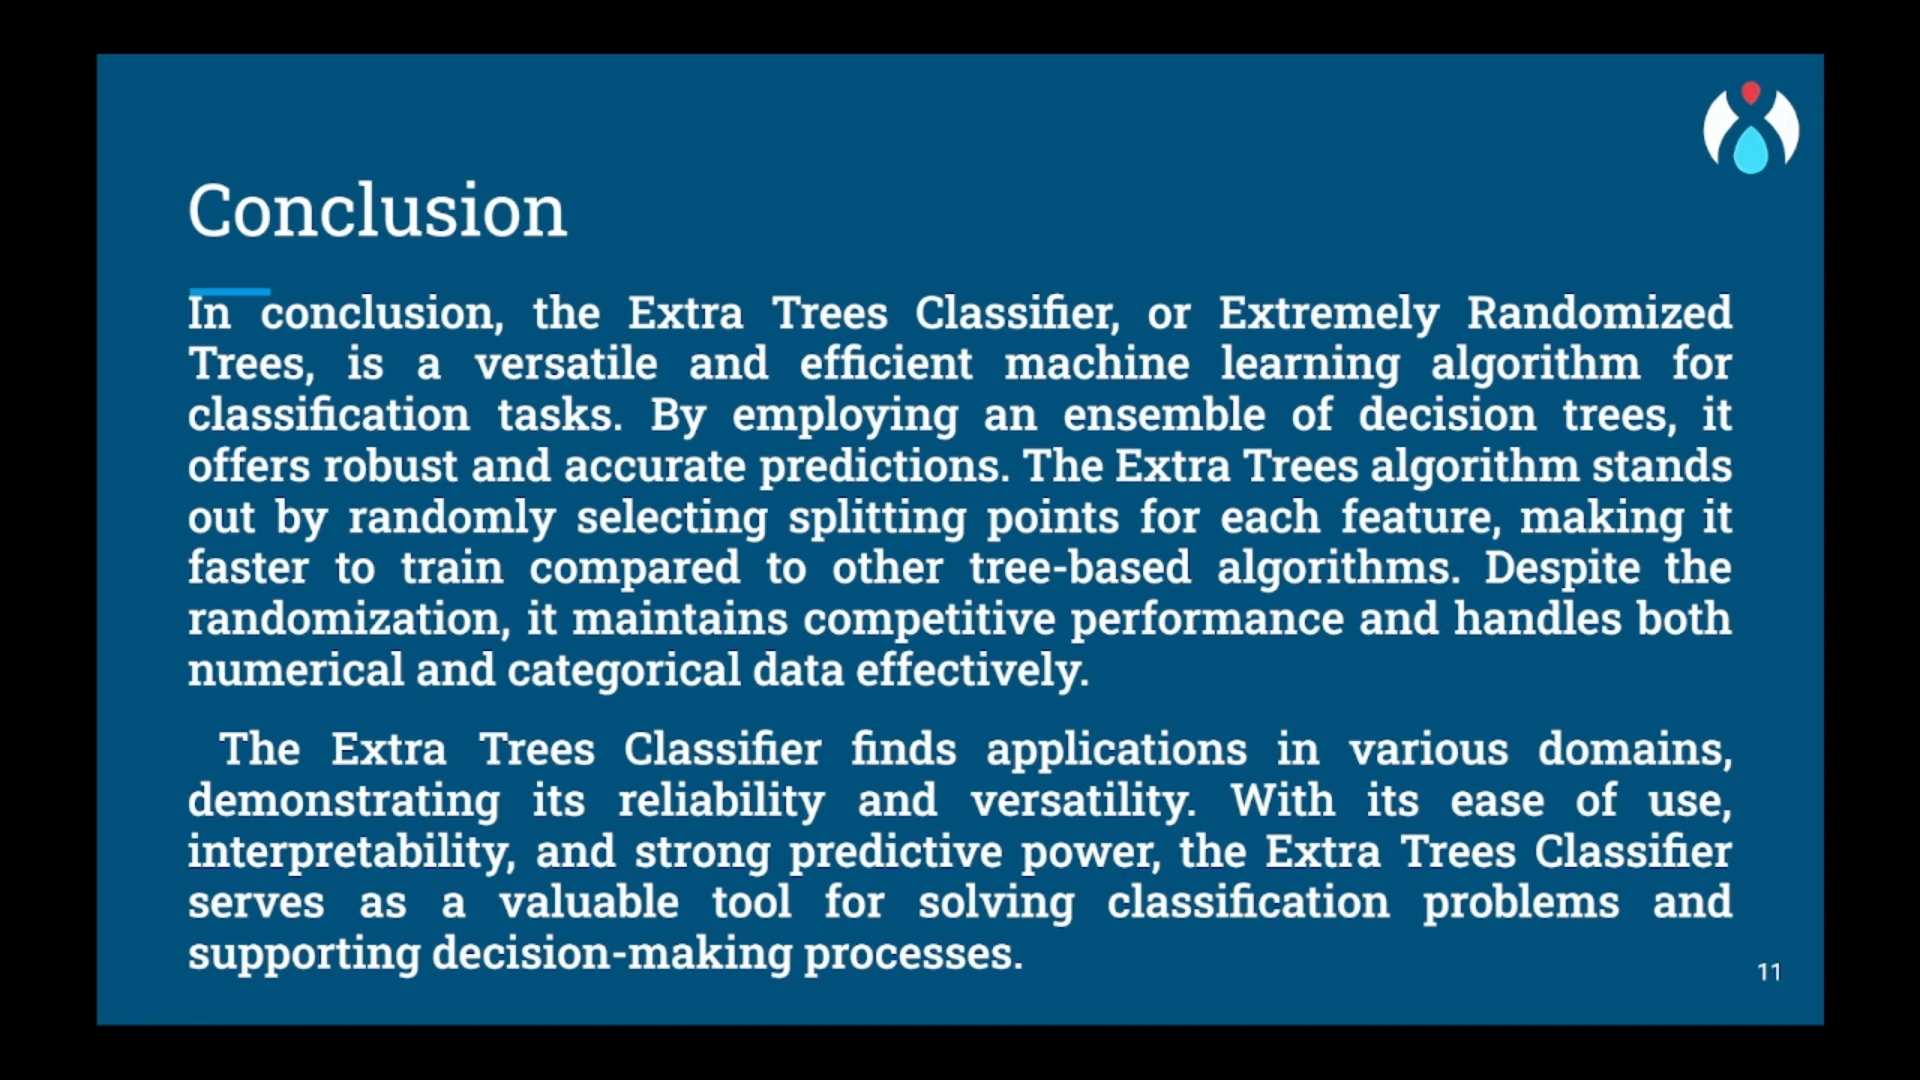 Conclusion
In conclusion, the Extra Trees Classifier, or Extremely Randomized
Trees, is a versatile and efficient machine learning algorithm for
classification tasks. By employing an ensemble of decision trees, it
offers robust and accurate predictions. The Extra Trees algorithm stands
out by randomly selecting splitting points for each feature, making it
faster to train compared to other tree-based algorithms. Despite the
randomization, it maintains competitive performance and handles both
numerical and categorical data effectively.
The Extra Trees Classifier finds applications in various domains,
demonstrating its reliability and versatility. With its ease of use,
interpretability, and strong predictive power, the Extra Trees Classifier
serves as a valuable tool for solving classification problems and
supporting decision-making processes.
11